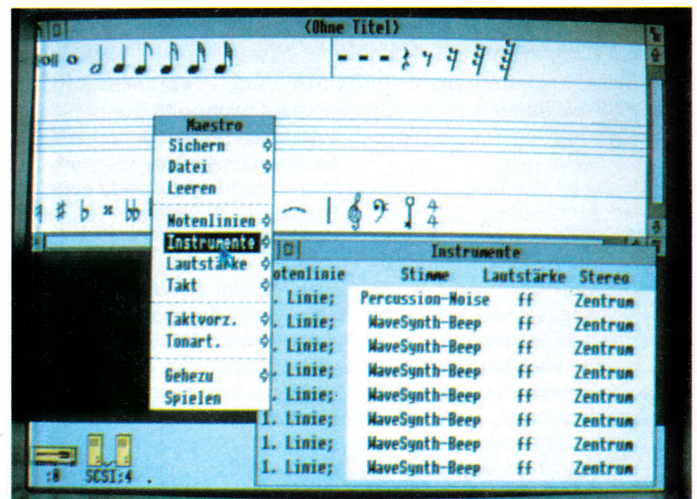 (Ohne Titel)
Maestro
Sichern
Datei
Leeren
Notenlinien
Instrumente
Lautstärke
Takt
Taktvorz.
Tonart.
Gehezu
Spielen
4
4
Instrumente
otenlinie Stimme Lautstärke Stereo
. Linie; Percussion-Noise ff Zentrum
. Linie; WaveSynth-Beep ff Zentrum
. Linie; WaveSynth-Beep ff Zentrum
. Linie; WaveSynth-Beep ff Zentrum
. Linie; WaveSynth-Beep ff Zentrum
1. Linie; WaveSynth-Beep ff Zentrum
1. Linie; WaveSynth-Beep ff Zentrum
1. Linie; WaveSynth-Beep ff Zentrum
:0 SCSI:4